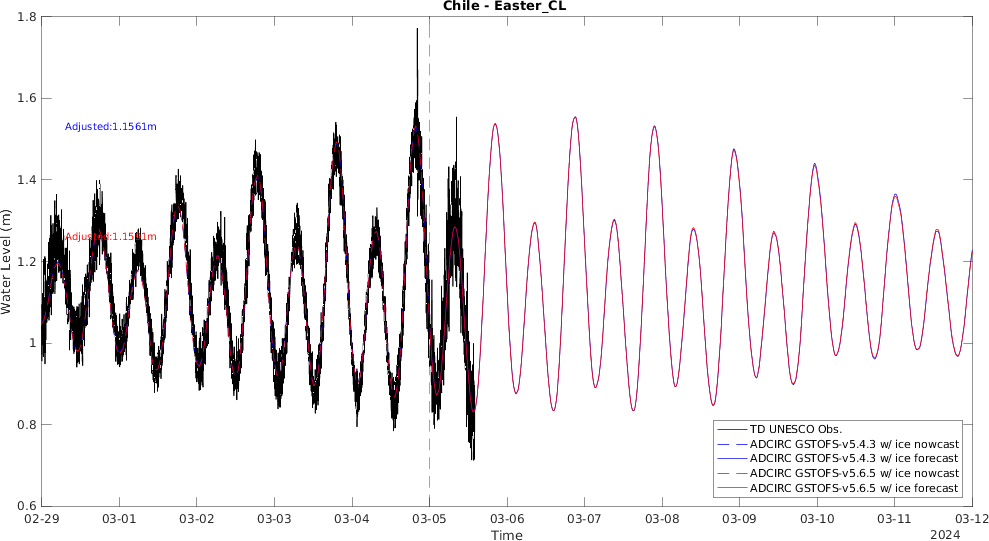 Chile - Easter_CL
1.8
1.6
1.4
1.2
1
0.8
0.6
Water Level (m)
Adjusted:1.1561m
02-29
03-01
03-02
03-03
03-04
03-05
03-06
03-07
03-08
03-09
03-10
03-11
03-12
Time
2024
TD UNESCO Obs.
ADCIRC GSTOFS-v5.4.3 w/ ice nowcast
ADCIRC GSTOFS-v5.4.3 w/ ice forecast
ADCIRC GSTOFS-v5.6.5 w/ ice nowcast
ADCIRC GSTOFS-v5.6.5 w/ ice forecast